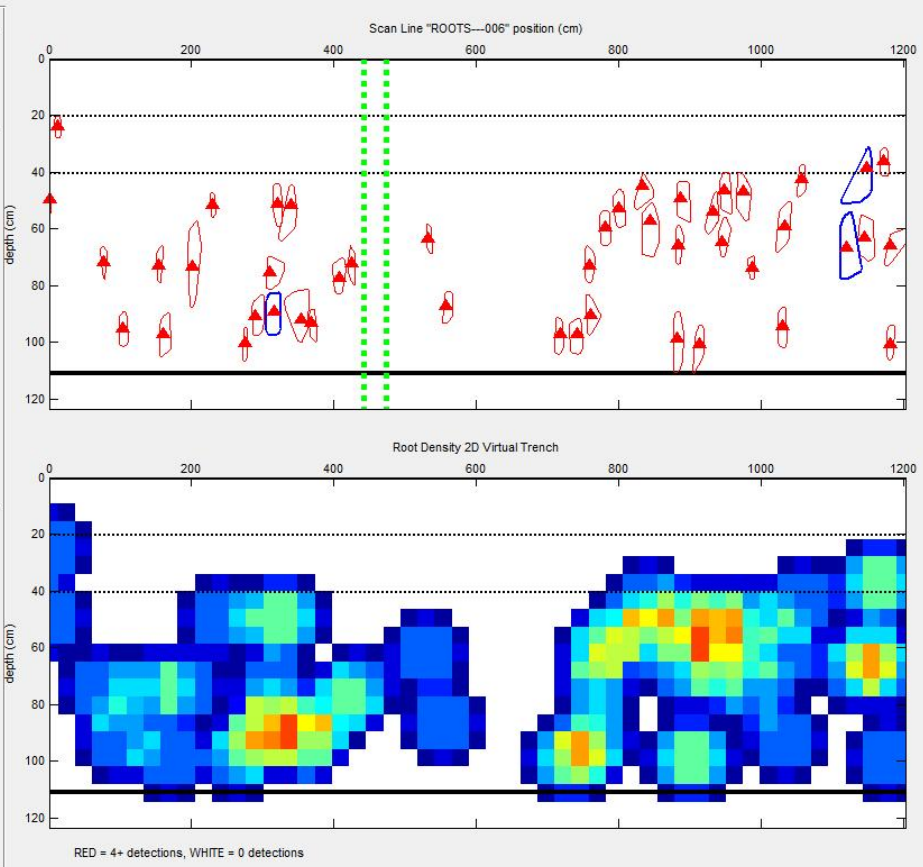 Scan Line "ROOTS---006" position (cm)
0 200 400 600 800 1000 1200
0
20
40
60
80
100
120
depth (cm)
Root Density 2D Virtual Trench
0 200 400 600 800 1000 1200
0
20
40
60
80
100
120
depth (cm)
RED = 4+ detections, WHITE = 0 detections